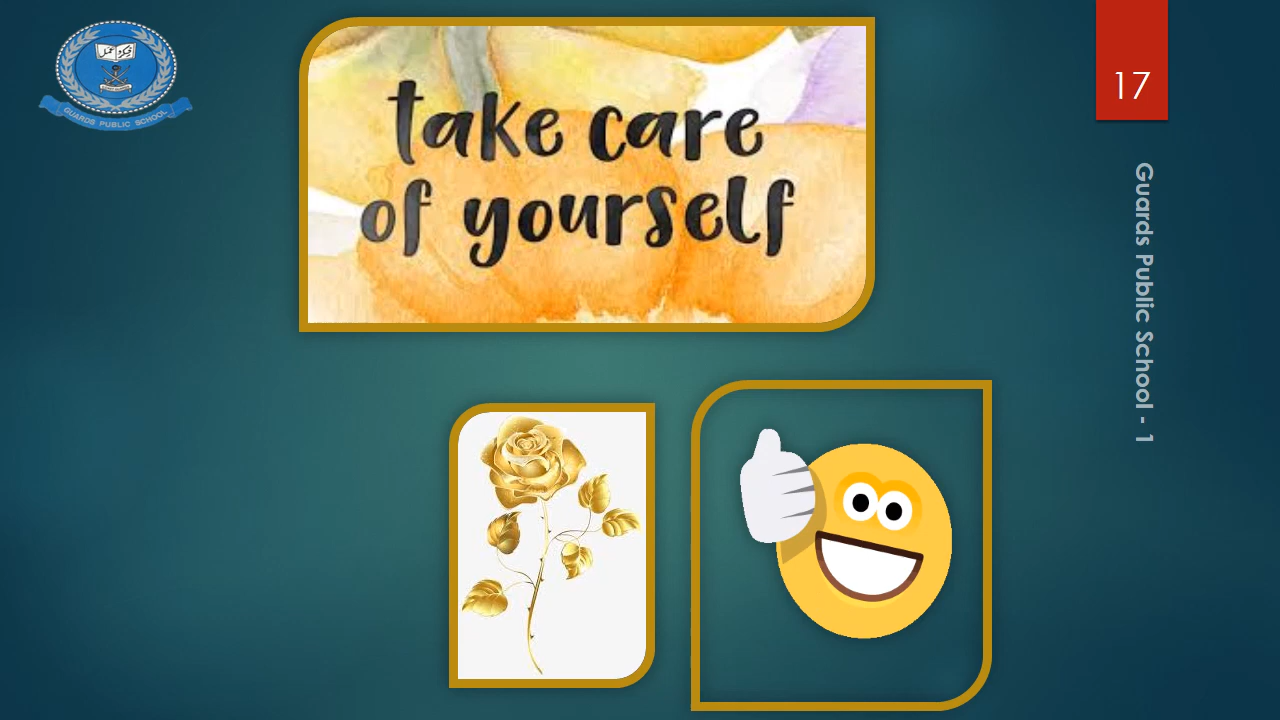 GUARDS PUBLIC SCHOOL
take care
of yourself
17
Guards Public School - 1